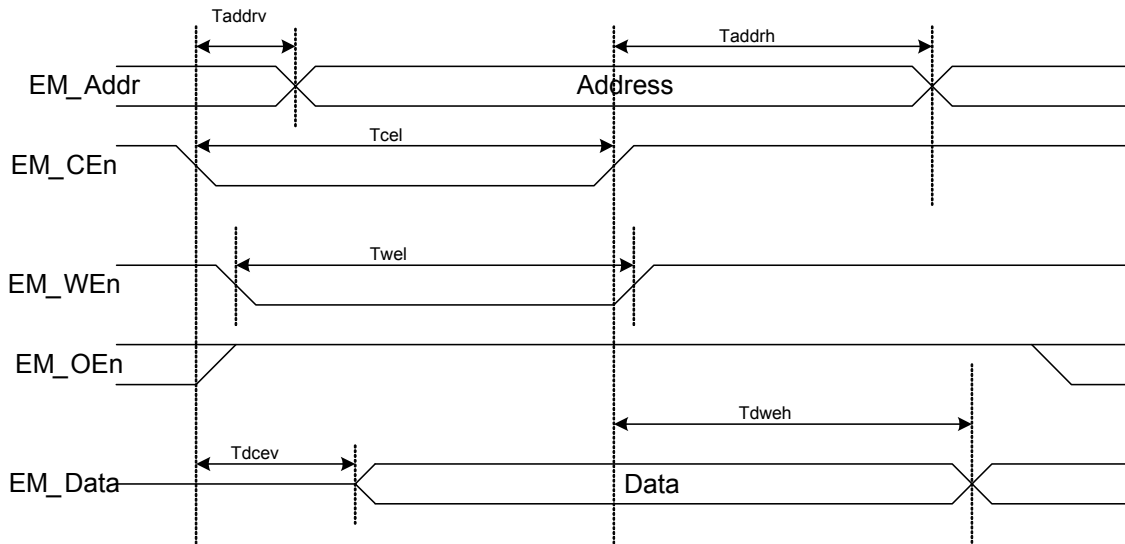 Taddrv
Taddrh
EM_Addr
Address
Tcel
EM_CEn
Twel
EM_WEn
EM_OEn
Tdweh
Tdcev
EM_Data
Data